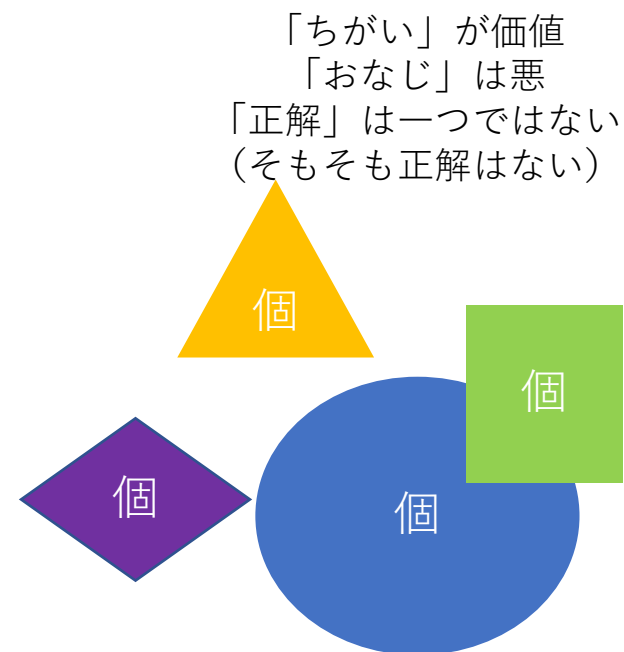 「ちがい」が価値
「おなじ」は悪
「正解」は一つではない
（そもそも正解はない）
個
個
個
個